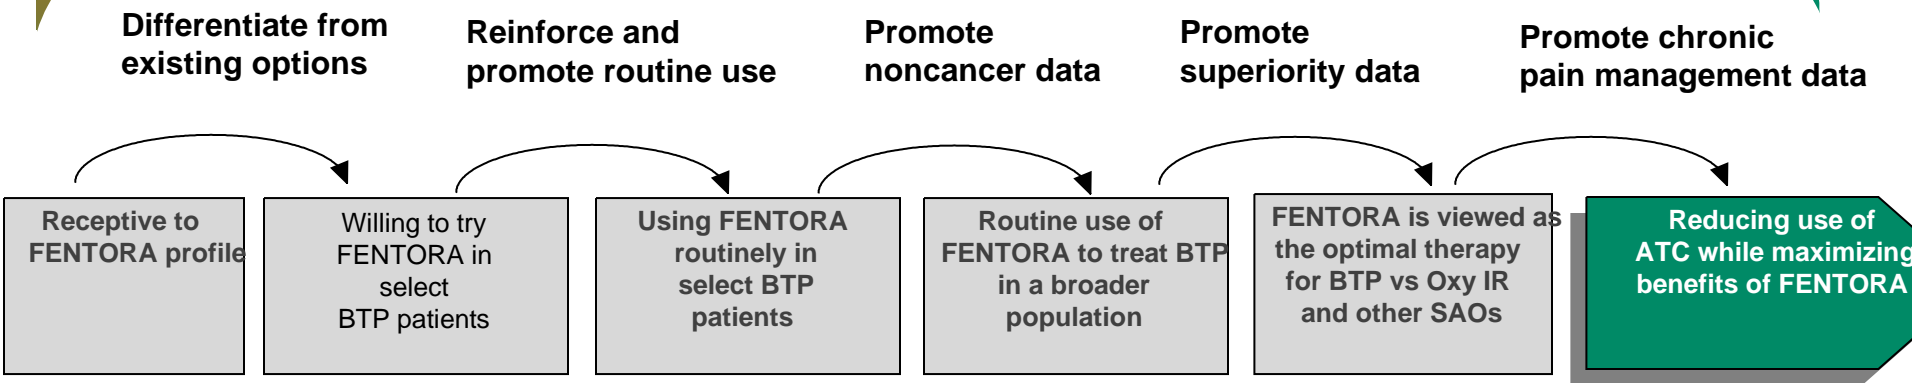 Differentiate from
existing options
Reinforce and
promote routine use
Promote
noncancer data
Promote
superiority data
Promote chronic
pain management data
Receptive to
FENTORA profile
Willing to try
FENTORA in
select
BTP patients
Using FENTORA
routinely in
select BTP
patients
Routine use of
FENTORA to treat BTP
in a broader
population
FENTORA is viewed as
the optimal therapy
for BTP vs Oxy IR
and other SAOs
Reducing use of
ATC while maximizing
benefits of FENTORA